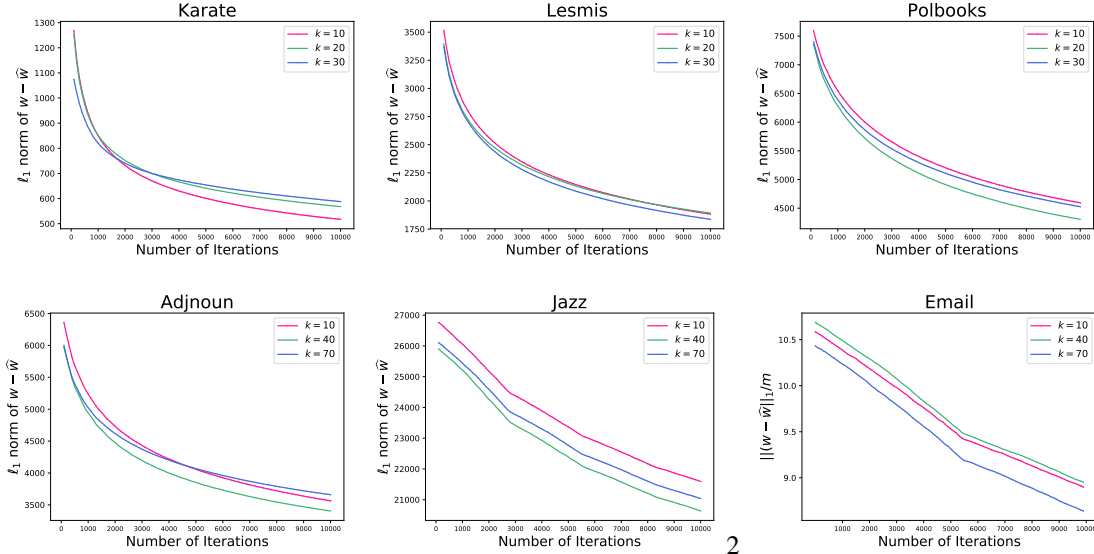 Karate
Lesmis
Polbooks
ℓ₁ norm of w − ŵ
1300
1200
1100
1000
900
800
700
600
500
k = 10
k = 20
k = 30
0 1000 2000 3000 4000 5000 6000 7000 8000 9000 10000
Number of Iterations
ℓ₁ norm of w − ŵ
3500
3250
3000
2750
2500
2250
2000
1750
k = 10
k = 20
k = 30
0 1000 2000 3000 4000 5000 6000 7000 8000 9000 10000
Number of Iterations
ℓ₁ norm of w − ŵ
7500
7000
6500
6000
5500
5000
4500
k = 10
k = 20
k = 30
0 1000 2000 3000 4000 5000 6000 7000 8000 9000 10000
Number of Iterations
Adjnoun
Jazz
Email
ℓ₁ norm of w − ŵ
6500
6000
5500
5000
4500
4000
3500
k = 10
k = 40
k = 70
0 1000 2000 3000 4000 5000 6000 7000 8000 9000 10000
Number of Iterations
ℓ₁ norm of w − ŵ
27000
26000
25000
24000
23000
22000
21000
k = 10
k = 40
k = 70
0 1000 2000 3000 4000 5000 6000 7000 8000 9000 10000
Number of Iterations
||(w − ŵ||₁/m
10.5
10.0
9.5
9.0
k = 10
k = 40
k = 70
1000 2000 3000 4000 5000 6000 7000 8000 9000 10000
Number of Iterations
2